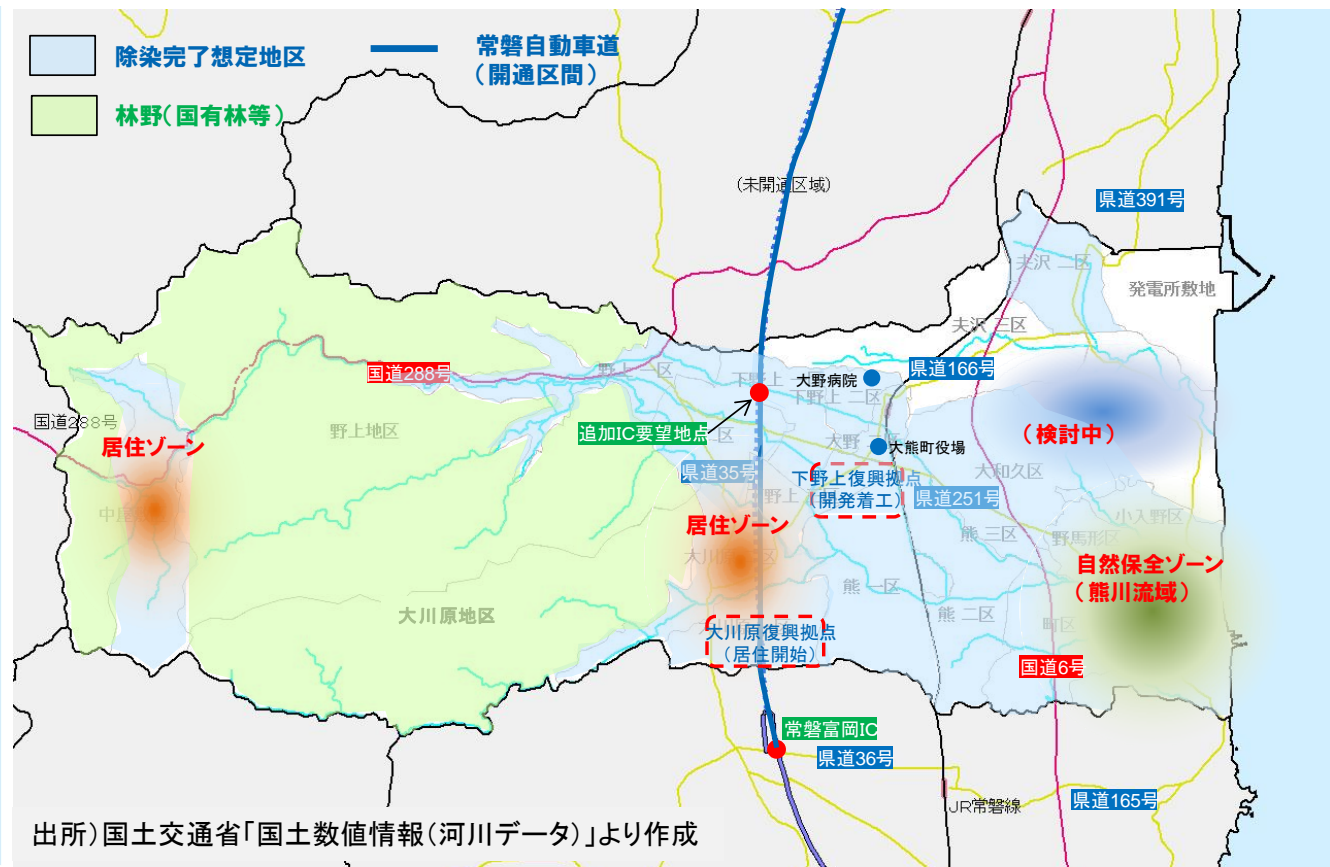 除染完了想定地区
常磐自動車道
（開通区間）
林野（国有林等）
（未開通区域）
県道391号
夫沢 二区
発電所敷地
夫沢 三区
県道166号
国道288号
野上 一区
下野上
大野病院
下野上 二区
国道288号
居住ゾーン
野上地区
追加IC要望地点
二区
大野
区
大熊町役場
（検討中）
県道35号
下野上復興拠点
（開発着工）
県道251号
大和久区
野上
居住ゾーン
小入野区
熊 三区
野馬形区
自然保全ゾーン
（熊川流域）
熊 一区
熊 二区
町区
大川原地区
大川原復興拠点
（居住開始）
国道6号
常磐富岡IC
県道36号
JR常磐線
県道165号
出所）国土交通省「国土数値情報（河川データ）」より作成